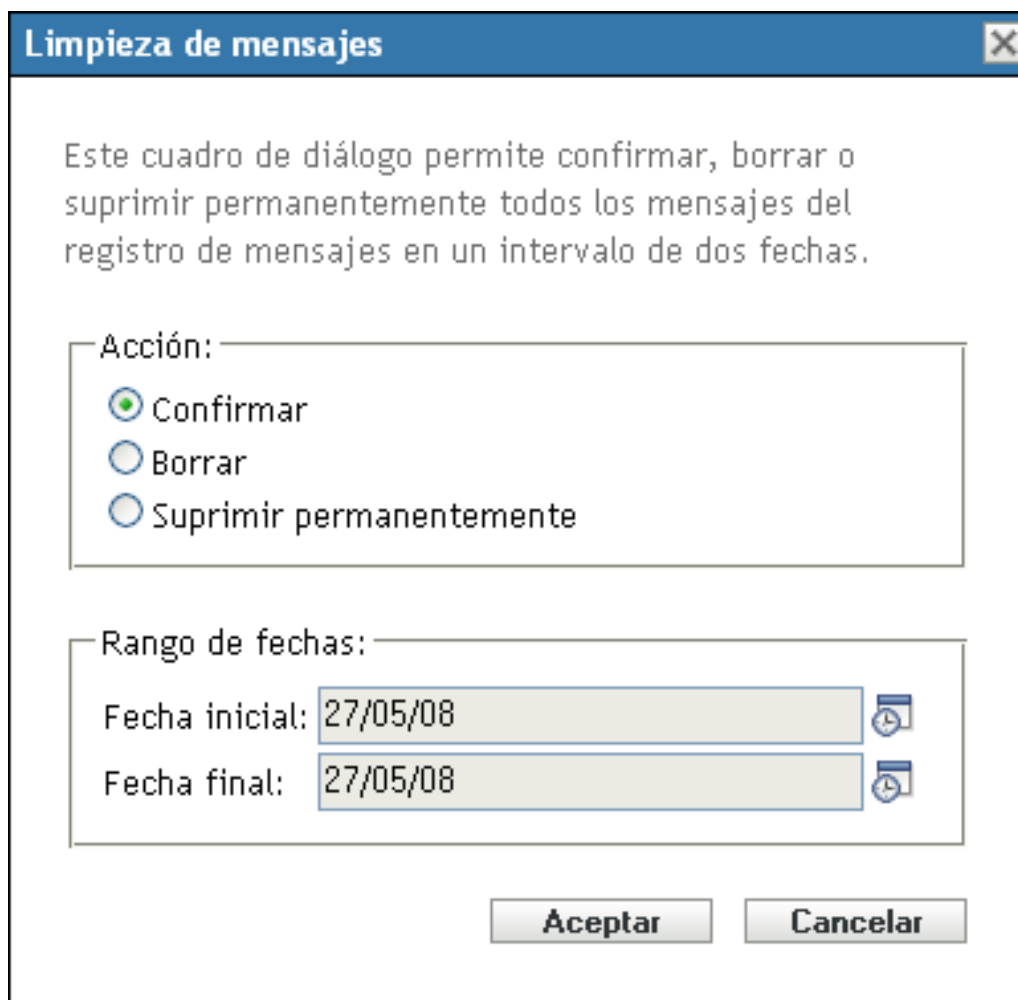 Limpieza de mensajes
Este cuadro de diálogo permite confirmar, borrar o
suprimir permanentemente todos los mensajes del
registro de mensajes en un intervalo de dos fechas.
Acción:
Confirmar
Borrar
Suprimir permanentemente
Rango de fechas:
Fecha inicial: 27/05/08
Fecha final: 27/05/08
Aceptar Cancelar